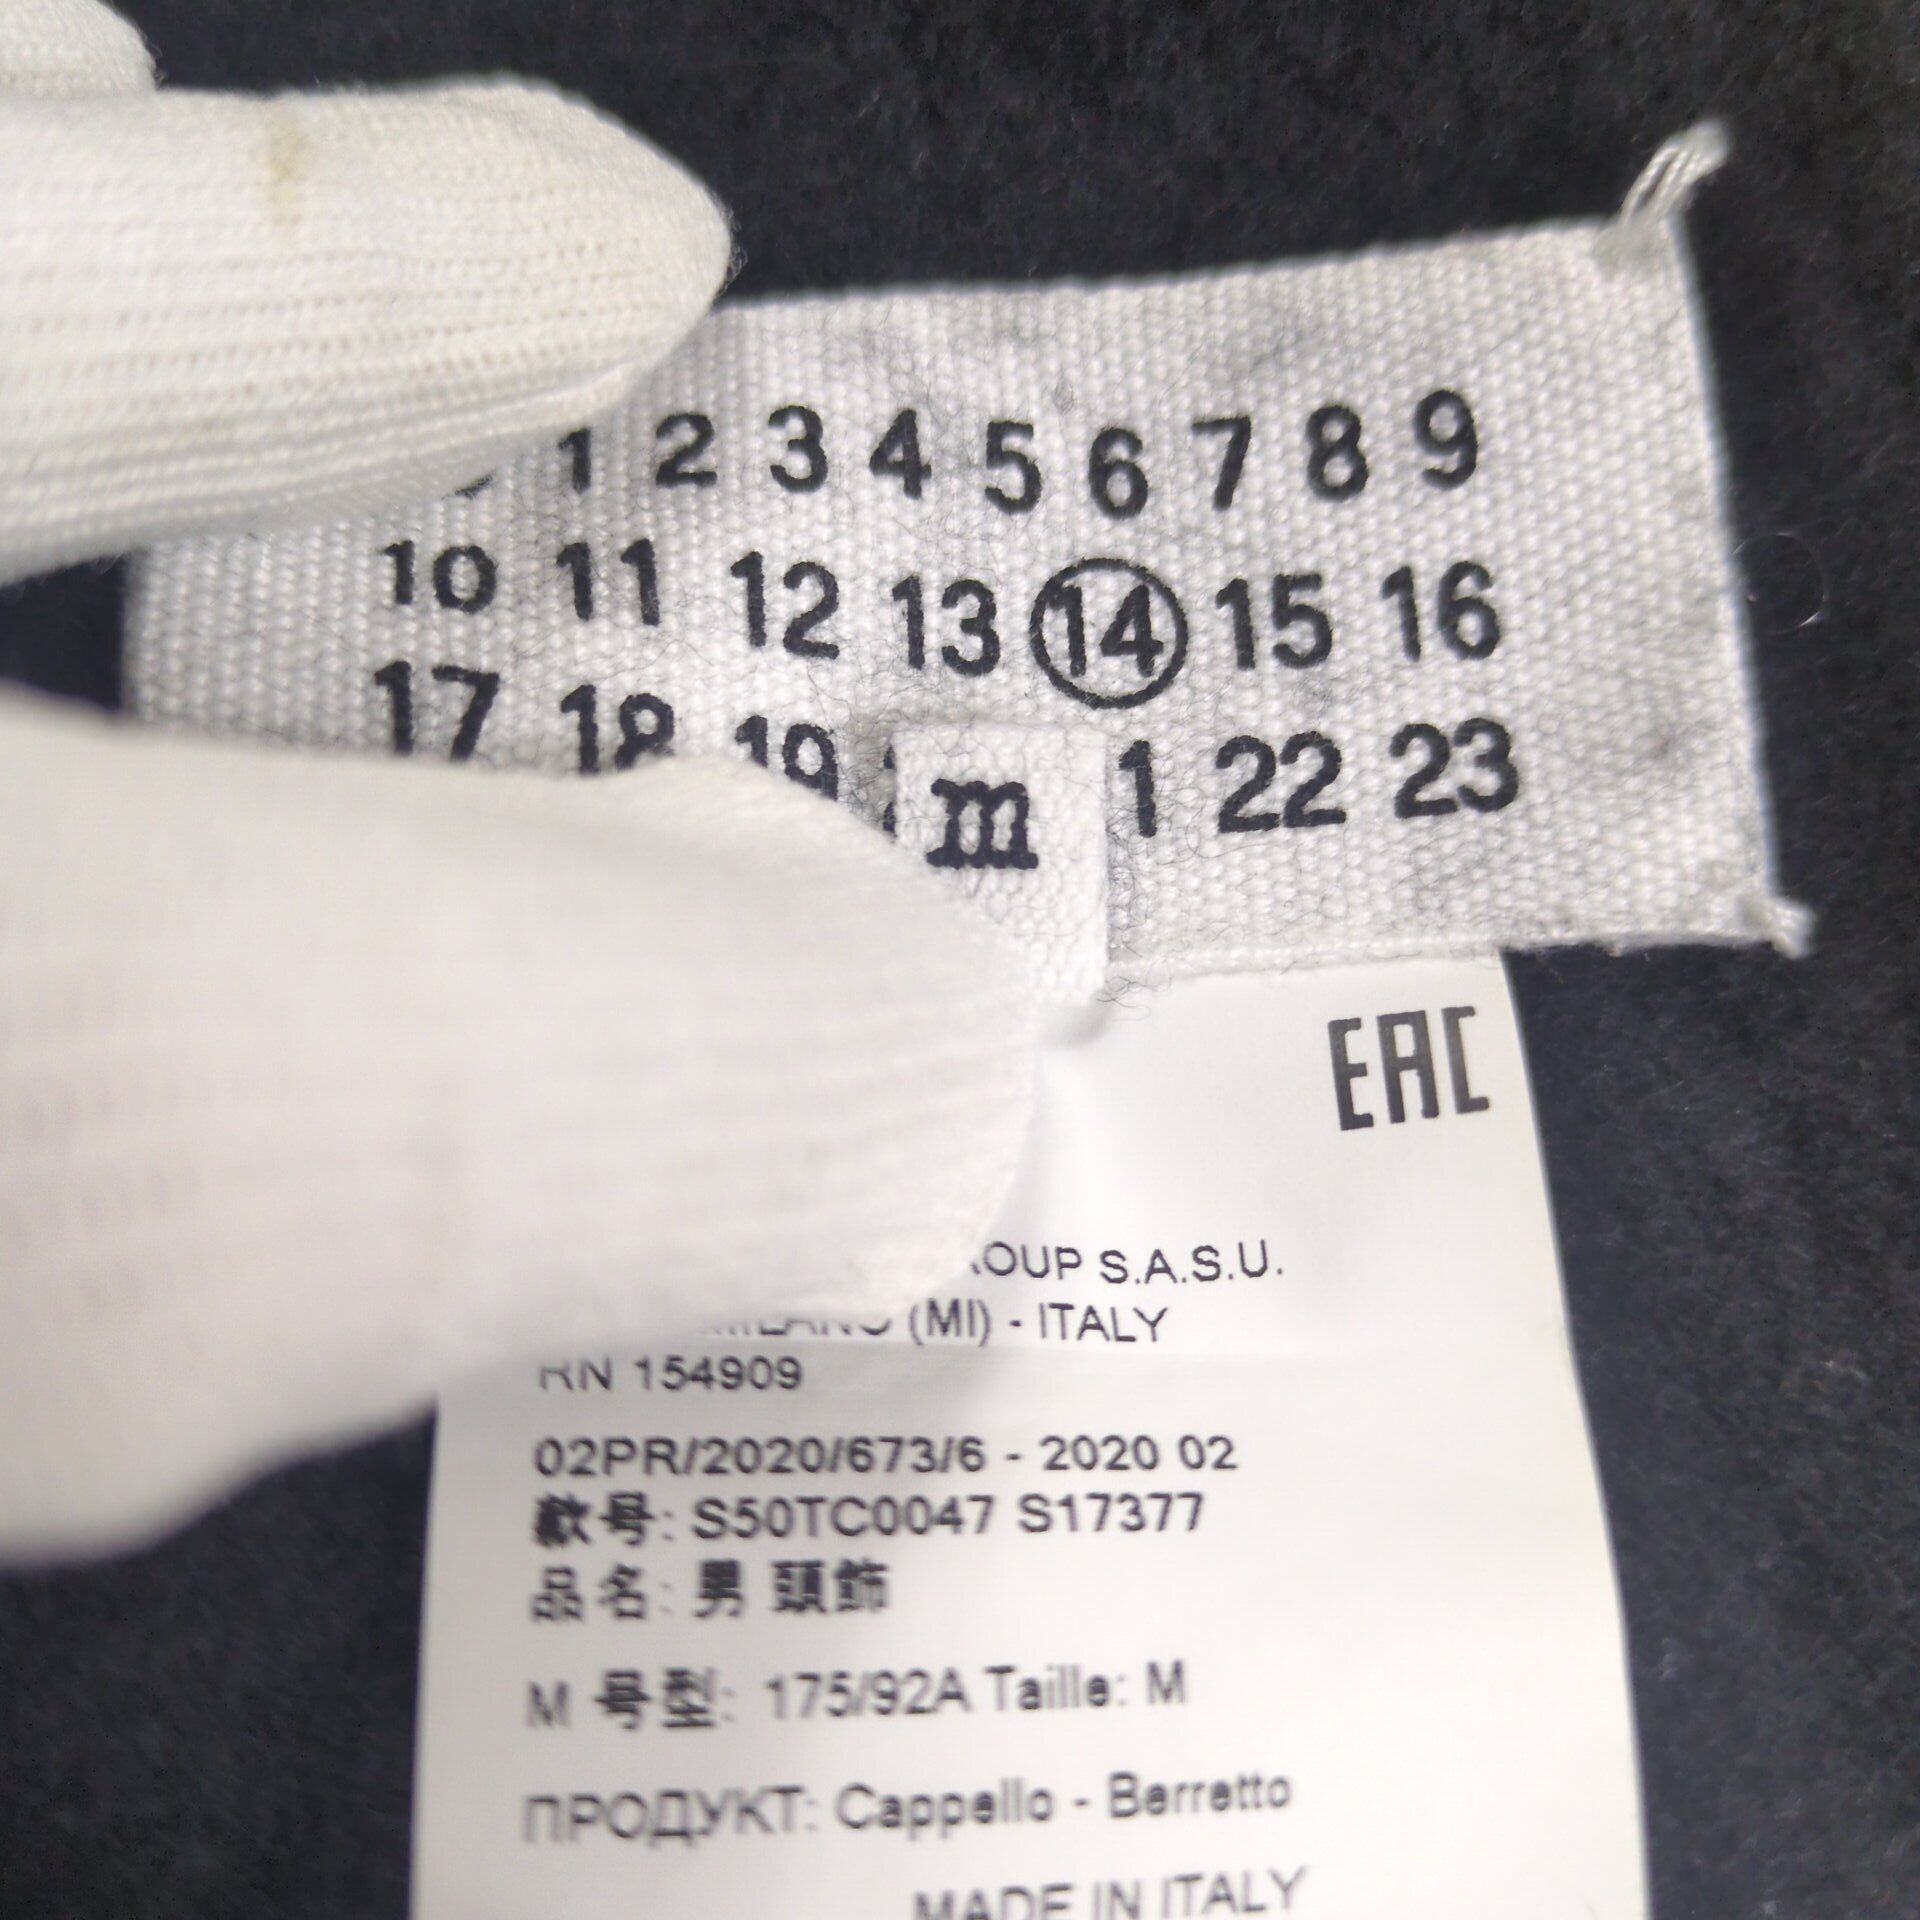 1 2 3 4 5 6 7 8 9
10 11 12 13 14 15 16
17 18 19 1 22 23
m
EAC
OUP S.A.S.U.
MILANO (MI) - ITALY
RN 154909
02PR/2020/673/6 - 2020 02
款号: S50TC0047 S17377
品名: 男 頭飾
M 号型: 175/92A Taille: M
ПРОДУКТ: Cappello - Berretto
MADE IN ITALY